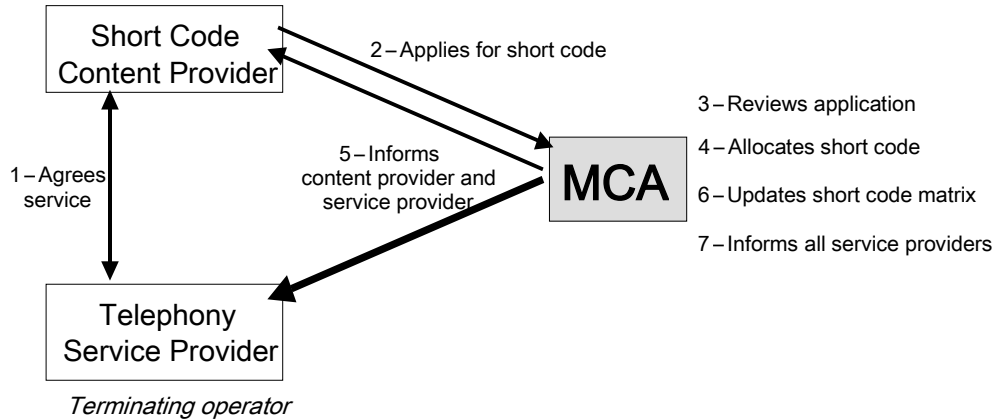 Short Code
Content Provider
2–Applies for short code
3–Reviews application
4–Allocates short code
6–Updates short code matrix
7–Informs all service providers
MCA
5–Informs
content provider and
service provider
1–Agrees
service
Telephony
Service Provider
Terminating operator